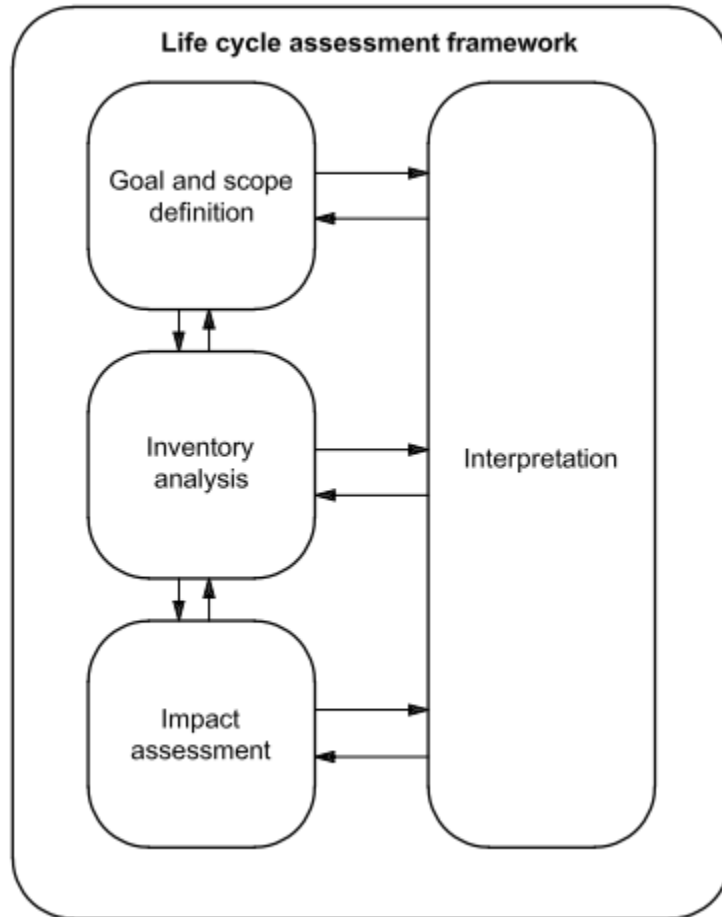 Life cycle assessment framework
Goal and scope
definition
Inventory
analysis
Interpretation
Impact
assessment